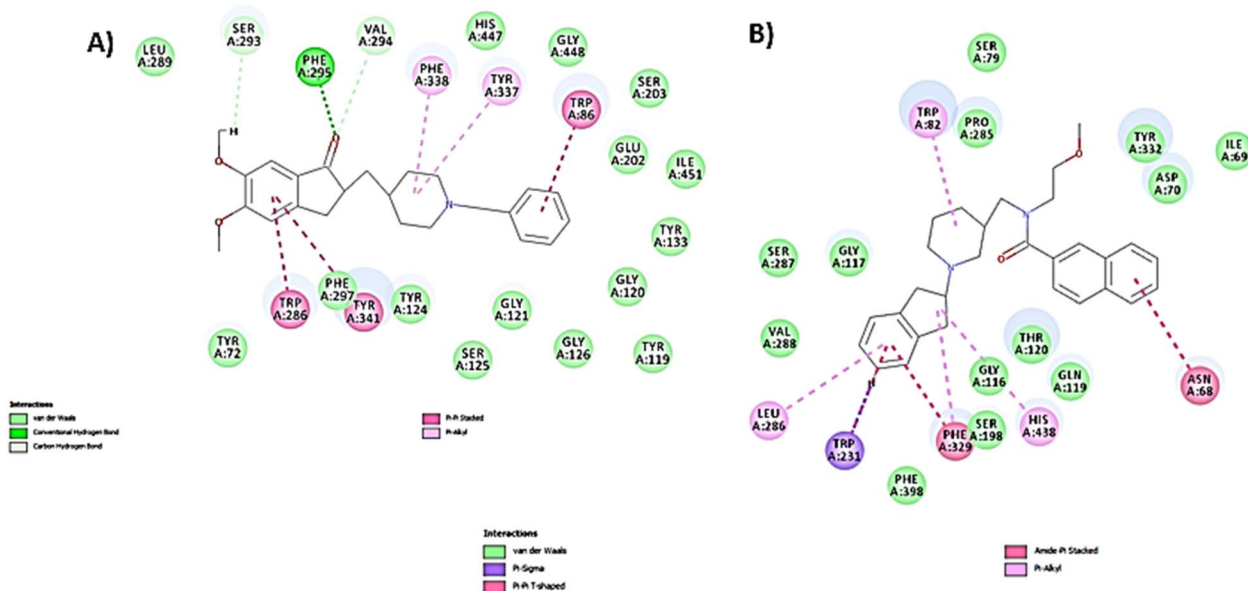 A)
LEU
A:289
SER
A:293
PHE
A:295
VAL
A:294
HIS
A:447
GLY
A:448
PHE
A:338
TYR
A:337
TRP
A:86
SER
A:203
GLU
A:202
ILE
A:451
TYR
A:133
GLY
A:120
TYR
A:119
GLY
A:126
GLY
A:121
SER
A:125
TYR
A:124
TYR
A:341
PHE
A:297
TRP
A:286
TYR
A:72
H
O
O
O
N
Interactions
van der Waals
Conventional Hydrogen Bond
Carbon Hydrogen Bond
Pi-Pi Stacked
Pi-Alkyl
B)
SER
A:79
TRP
A:82
PRO
A:285
TYR
A:332
ILE
A:69
ASP
A:70
SER
A:287
GLY
A:117
VAL
A:288
THR
A:120
GLY
A:116
GLN
A:119
ASN
A:68
LEU
A:286
TRP
A:231
PHE
A:329
SER
A:198
HIS
A:438
PHE
A:398
O
N
O
N
H
Interactions
van der Waals
Pi-Sigma
Pi-Pi T-shaped
Amide-Pi Stacked
Pi-Alkyl